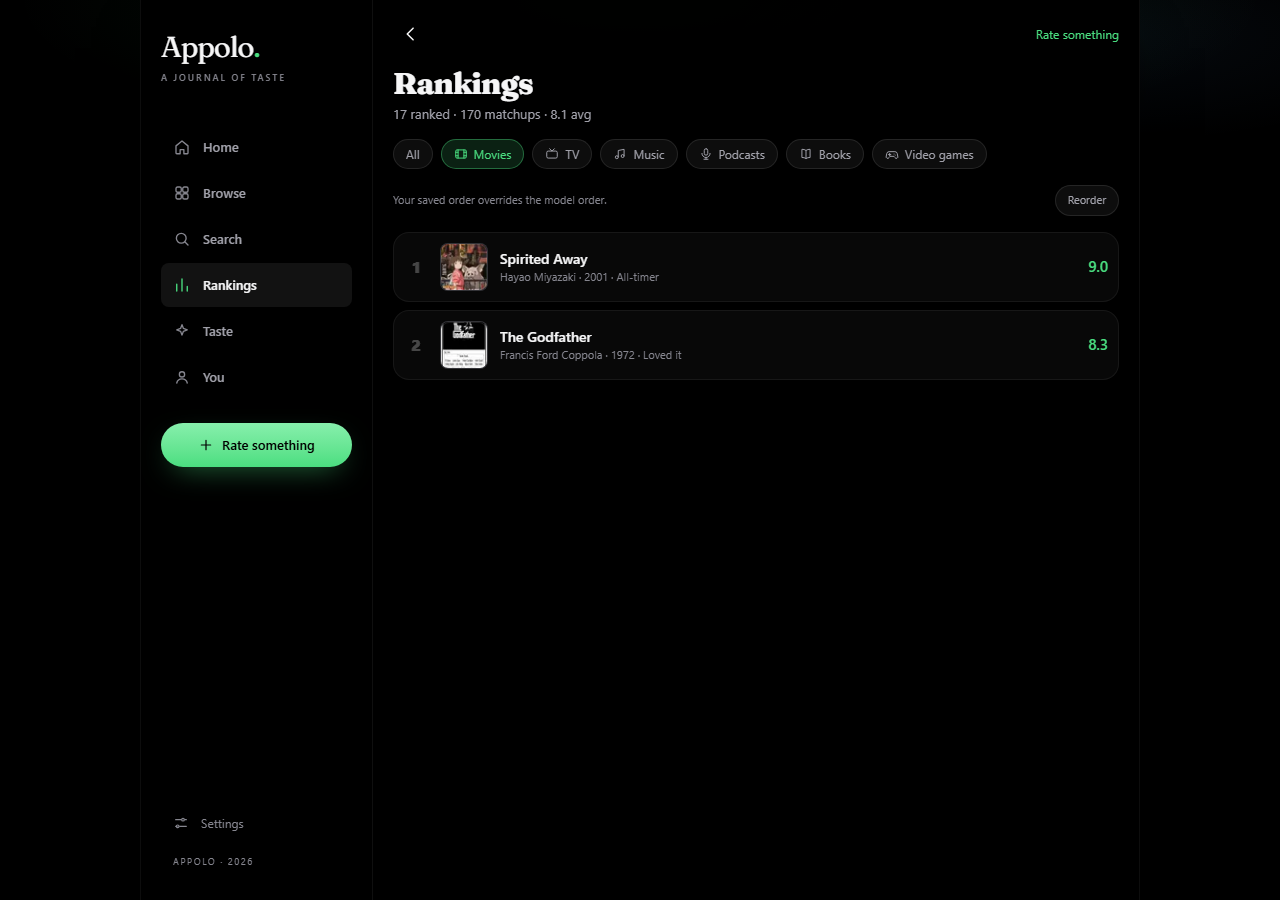 Appolo.
A JOURNAL OF TASTE
Home
Browse
Search
Rankings
Taste
You
Rate something
Settings
APPOLO · 2026
Rate something
Rankings
17 ranked · 170 matchups · 8.1 avg
All
Movies
TV
Music
Podcasts
Books
Video games
Your saved order overrides the model order.
Reorder
1
Spirited Away
Hayao Miyazaki · 2001 · All-timer
9.0
2
The Godfather
Francis Ford Coppola · 1972 · Loved it
8.3